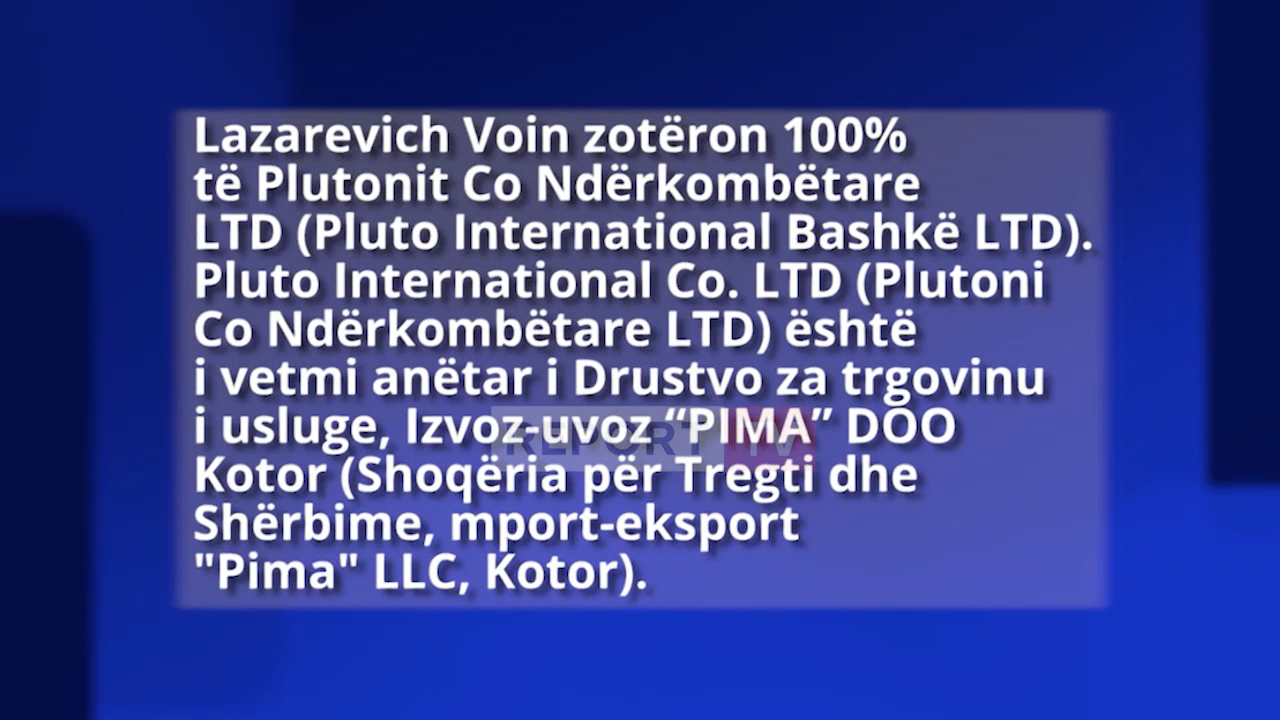 Lazarevich Voin zotëron 100%
të Plutonit Co Ndërkombëtare
LTD (Pluto International Bashkë LTD).
Pluto International Co. LTD (Plutoni
Co Ndërkombëtare LTD) është
i vetmi anëtar i Drustvo za trgovinu
i usluge, Izvoz-uvoz “PIMA” DOO
Kotor (Shoqëria për Tregti dhe
Shërbime, mport-eksport
"Pima" LLC, Kotor).
REPORT TV